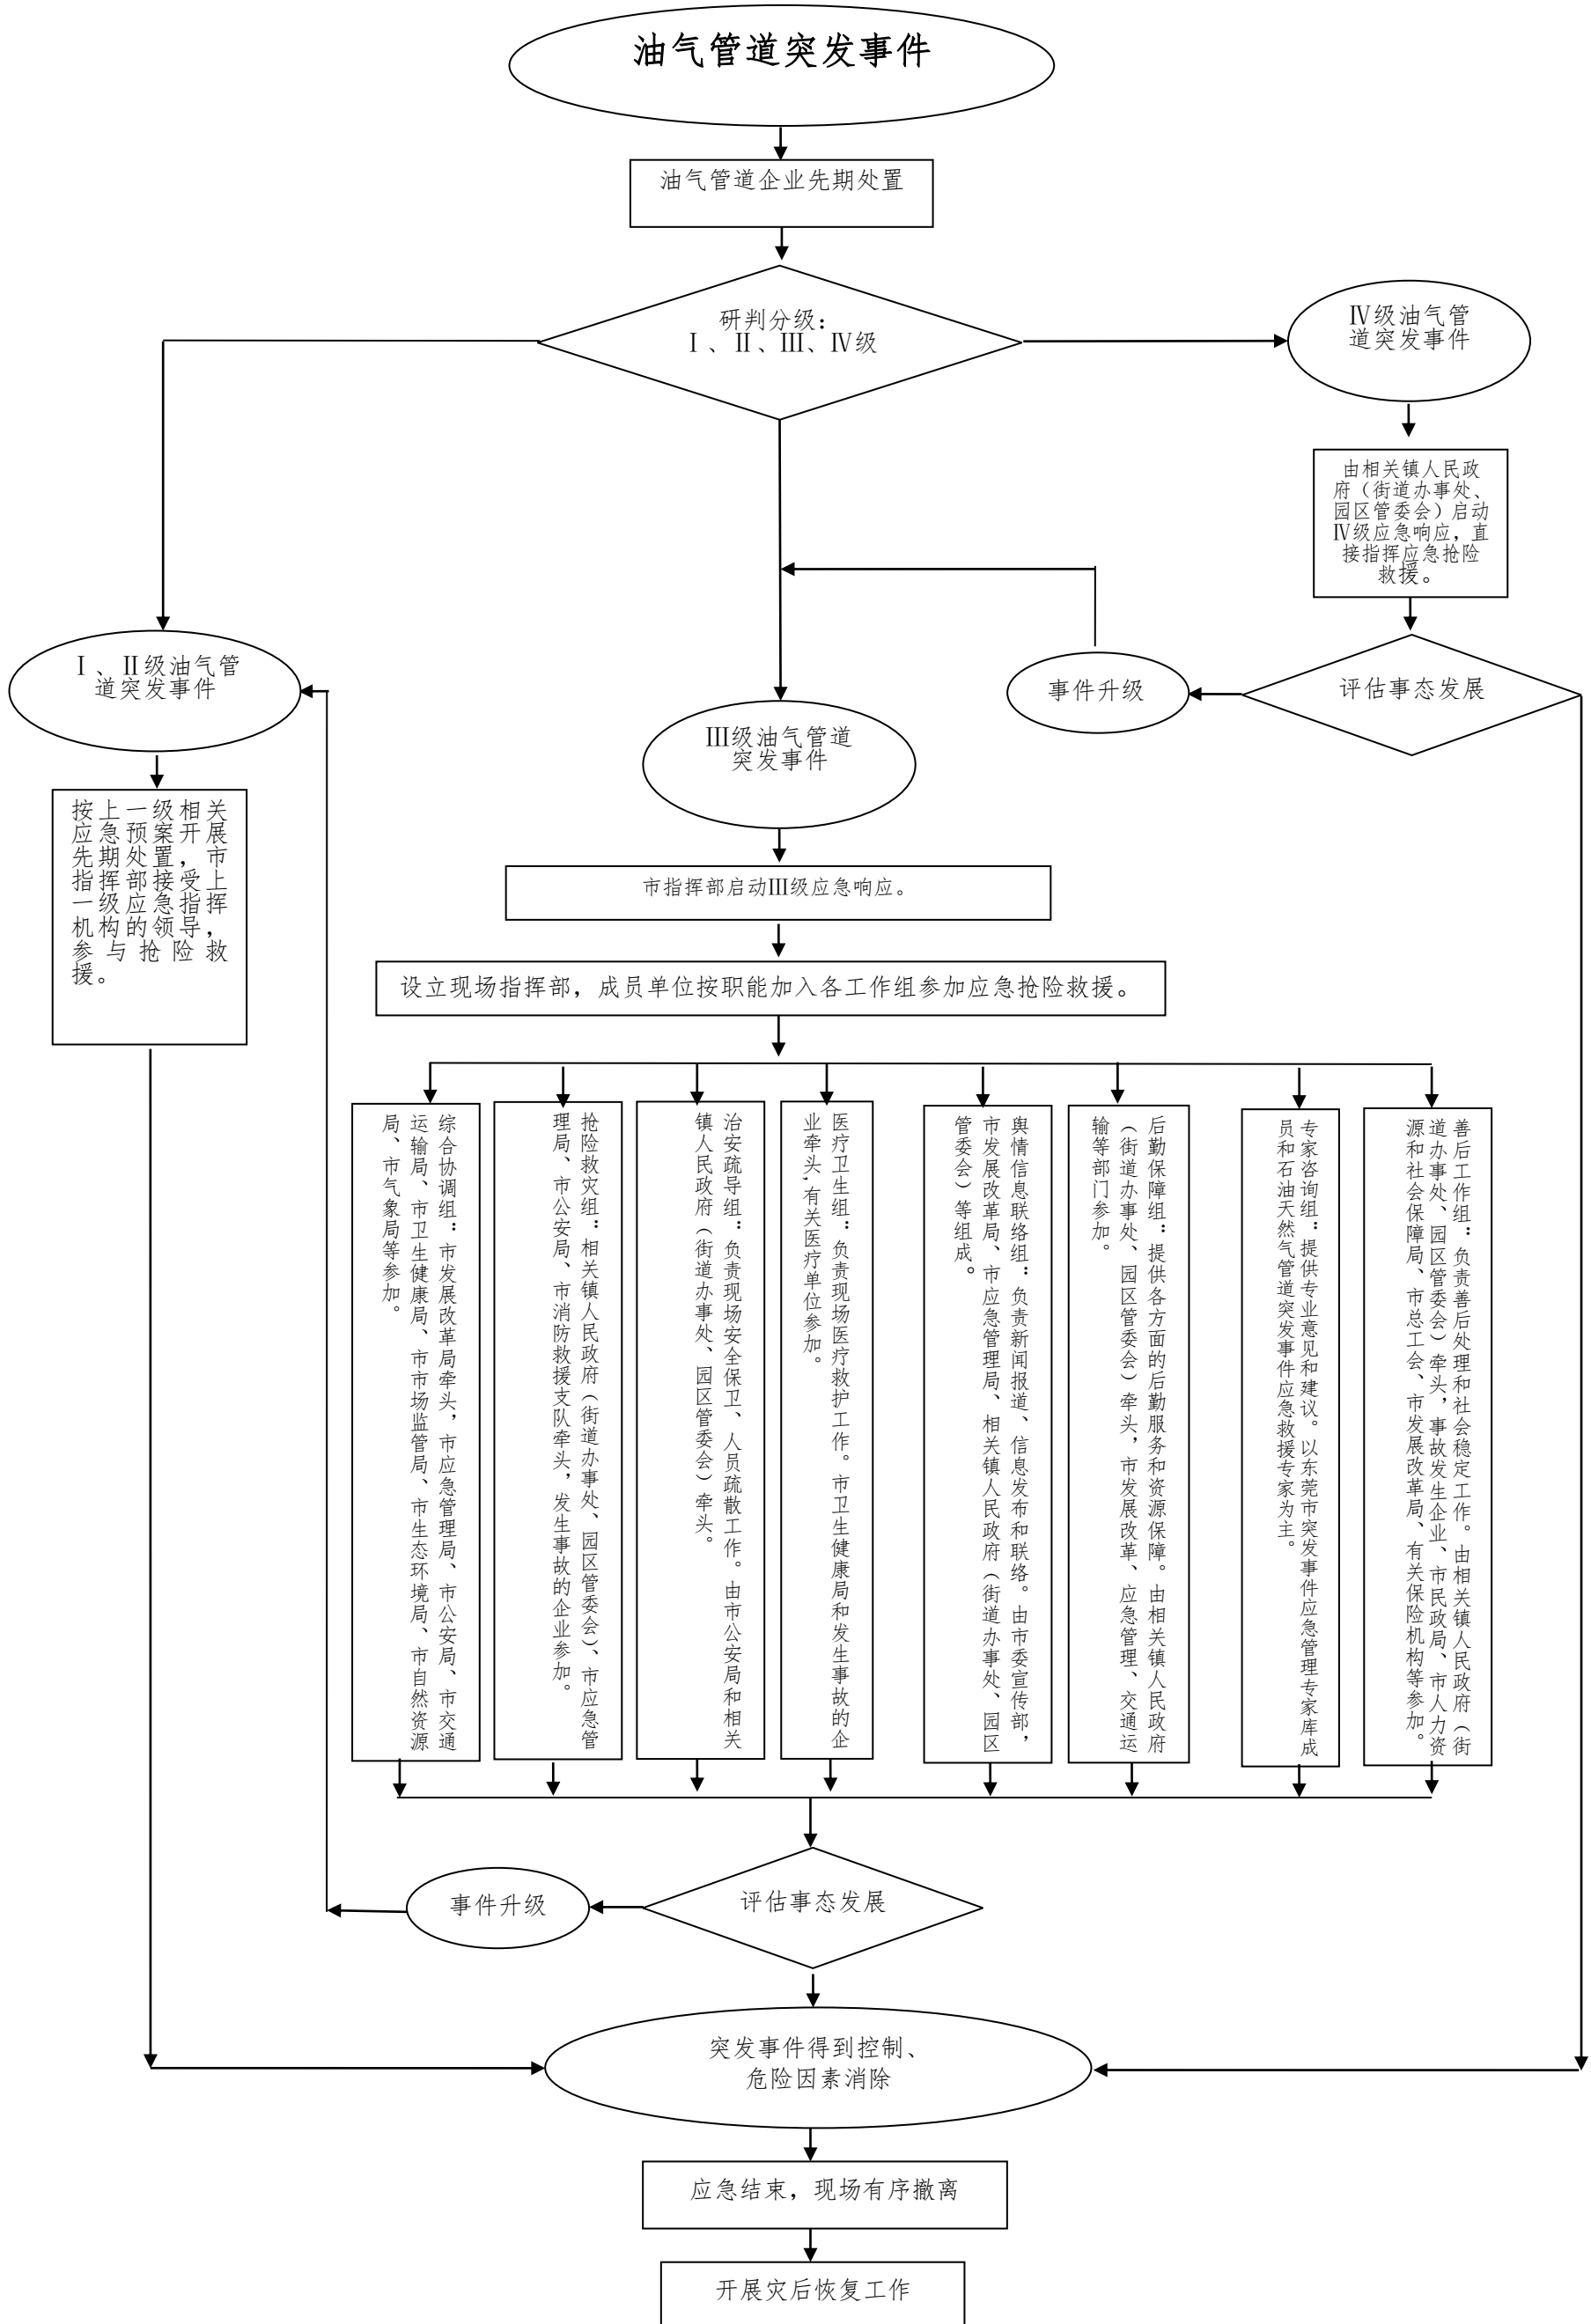 油气管道突发事件
油气管道企业先期处置
研判分级：
Ⅰ、Ⅱ、Ⅲ、Ⅳ级
Ⅳ级油气管
道突发事件
由相关镇人民政
府（街道办事处、
园区管委会）启动
Ⅳ级应急响应，直
接指挥应急抢险
救援。
Ⅰ、Ⅱ级油气管
道突发事件
事件升级
评估事态发展
Ⅲ级油气管道
突发事件
按上一级相关
应急预案开展
先期处置，市
指挥部接受上
一级应急指挥
机构的领导，
参与抢险救
援。
市指挥部启动Ⅲ级应急响应。
设立现场指挥部，成员单位按职能加入各工作组参加应急抢险救援。
综合协调组：市发展改革局牵头，市应急管理局、市公安局、市交通
运输局、市卫生健康局、市市场监管局、市生态环境局、市自然资源
局、市气象局等参加。
抢险救灾组：相关镇人民政府（街道办事处、园区管委会）、市应急管
理局、市公安局、市消防救援支队牵头，发生事故的企业参加。
治安疏导组：负责现场安全保卫、人员疏散工作。由市公安局和相关
镇人民政府（街道办事处、园区管委会）牵头。
医疗卫生组：负责现场医疗救护工作。市卫生健康局和发生事故的企
业牵头,有关医疗单位参加。
舆情信息联络组：负责新闻报道、信息发布和联络。由市委宣传部，
市发展改革局、市应急管理局、相关镇人民政府（街道办事处、园区
管委会）等组成。
后勤保障组：提供各方面的后勤服务和资源保障。由相关镇人民政府
（街道办事处、园区管委会）牵头，市发展改革、应急管理、交通运
输等部门参加。
专家咨询组：提供专业意见和建议。以东莞市突发事件应急管理专家库成
员和石油天然气管道突发事件应急救援专家为主。
善后工作组：负责善后处理和社会稳定工作。由相关镇人民政府（街
道办事处、园区管委会）牵头，事故发生企业、市民政局、市人力资
源和社会保障局、市总工会、市发展改革局、有关保险机构等参加。
事件升级
评估事态发展
突发事件得到控制、
危险因素消除
应急结束，现场有序撤离
开展灾后恢复工作